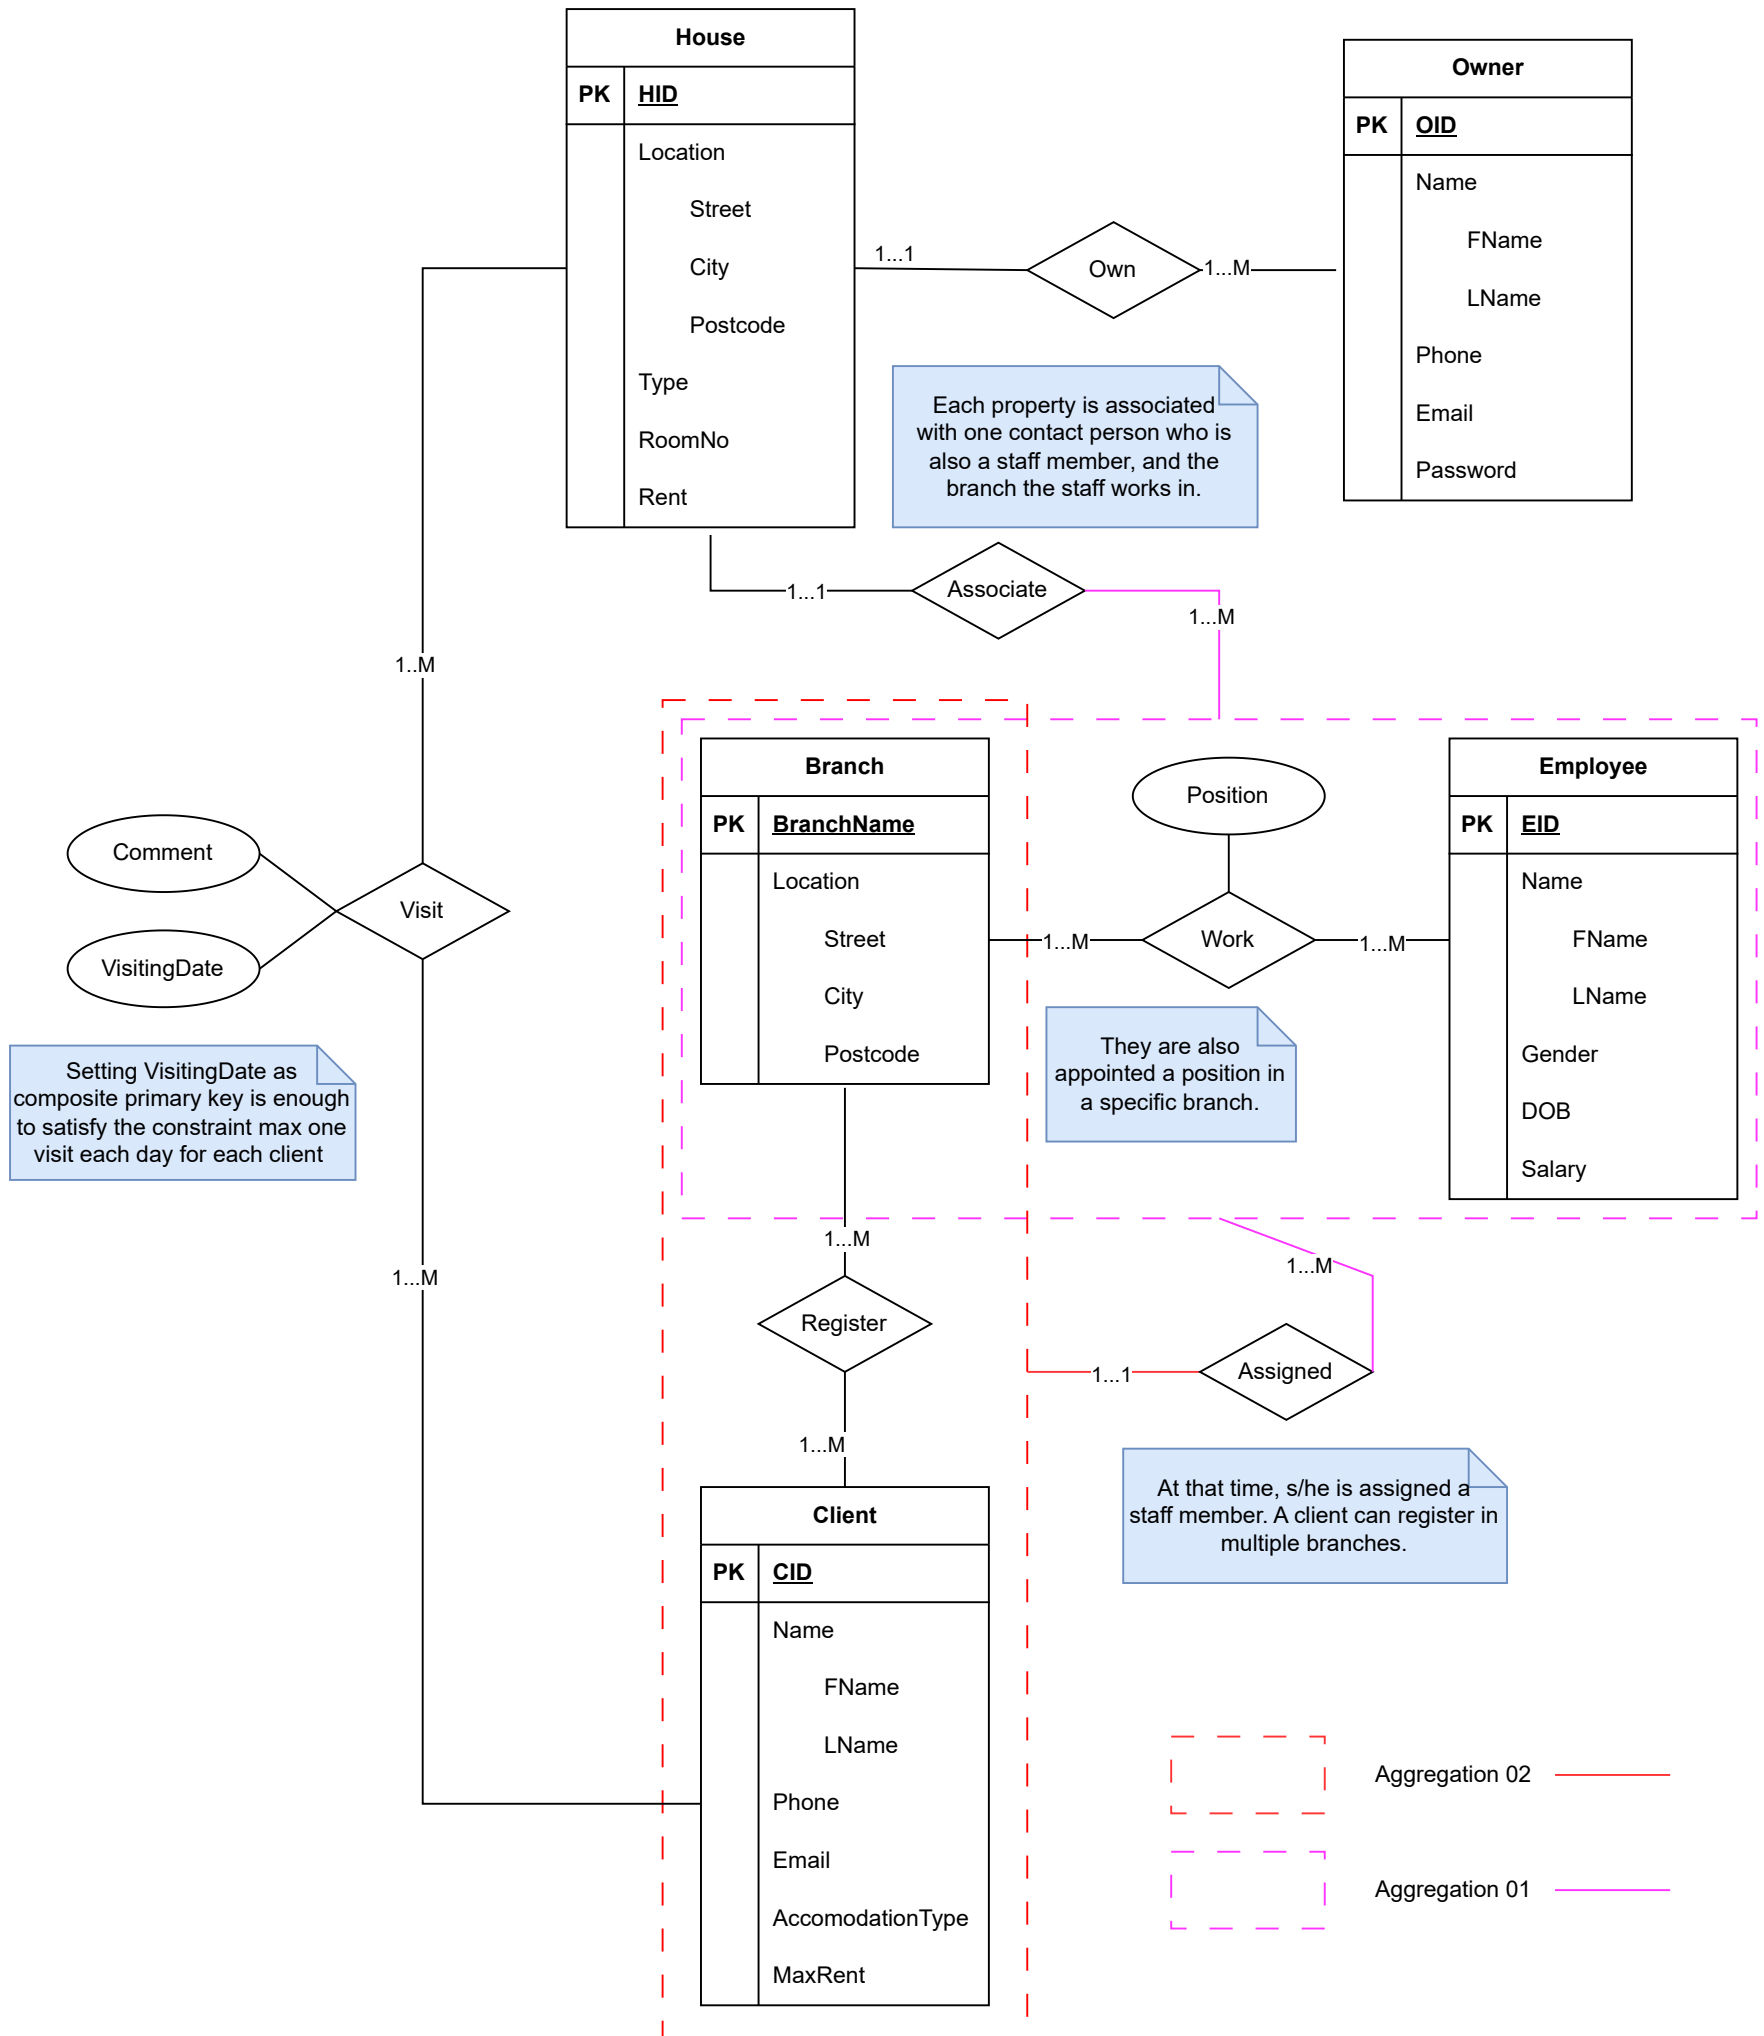 House
PK HID
Location
Street
City
Postcode
Type
RoomNo
Rent
Owner
PK OID
Name
FName
LName
Phone
Email
Password
1...1
Own
1...M
Each property is associated
with one contact person who is
also a staff member, and the
branch the staff works in.
1...1
Associate
1...M
1..M
Comment
VisitingDate
Visit
Setting VisitingDate as
composite primary key is enough
to satisfy the constraint max one
visit each day for each client
1...M
Branch
PK BranchName
Location
Street
City
Postcode
Position
1...M
Work
1...M
They are also
appointed a position in
a specific branch.
Employee
PK EID
Name
FName
LName
Gender
DOB
Salary
1...M
Register
1...M
1...M
1...1
Assigned
At that time, s/he is assigned a
staff member. A client can register in
multiple branches.
Client
PK CID
Name
FName
LName
Phone
Email
AccomodationType
MaxRent
Aggregation 02
Aggregation 01